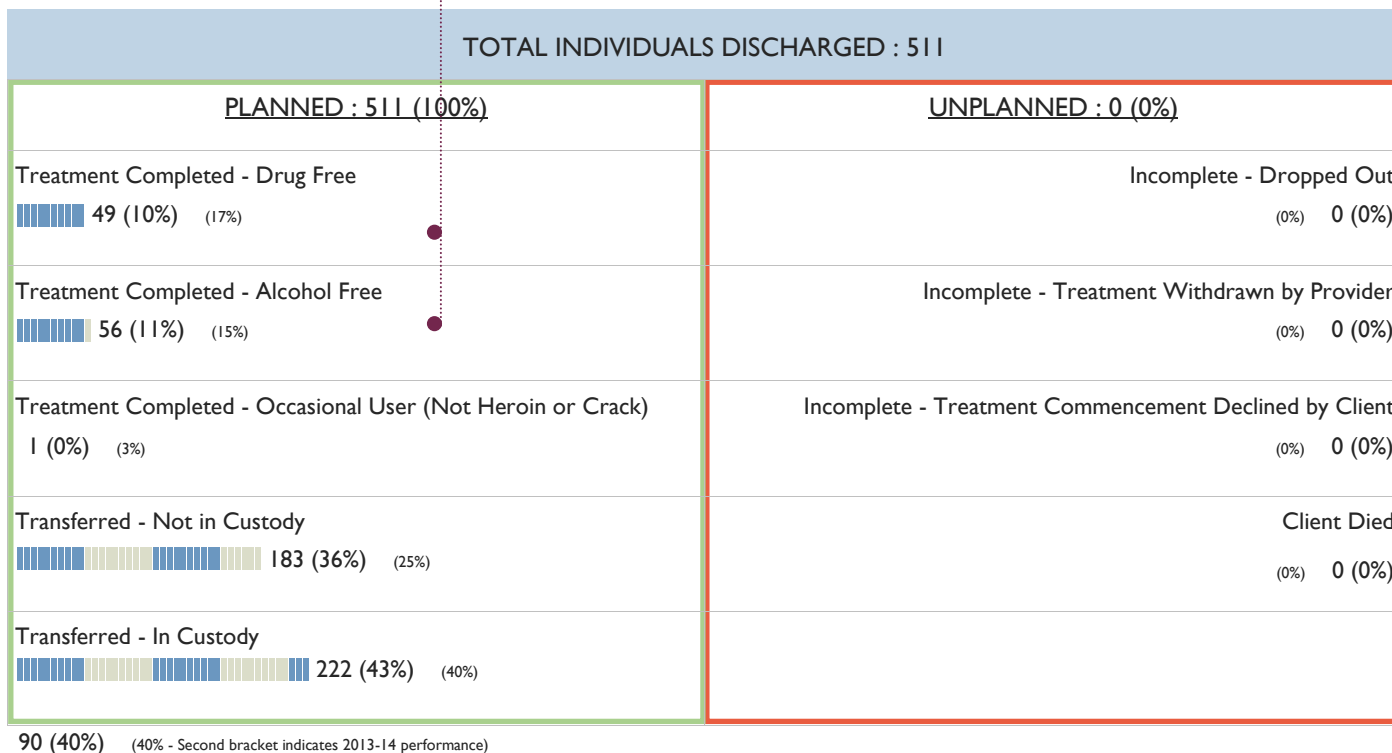 TOTAL INDIVIDUALS DISCHARGED : 511
PLANNED : 511 (100%)
Treatment Completed - Drug Free
49 (10%) (17%)
Treatment Completed - Alcohol Free
56 (11%) (15%)
Treatment Completed - Occasional User (Not Heroin or Crack)
1 (0%) (3%)
Transferred - Not in Custody
183 (36%) (25%)
Transferred - In Custody
222 (43%) (40%)
UNPLANNED : 0 (0%)
Incomplete - Dropped Out
(0%) 0 (0%)
Incomplete - Treatment Withdrawn by Provider
(0%) 0 (0%)
Incomplete - Treatment Commencement Declined by Client
(0%) 0 (0%)
Client Died
(0%) 0 (0%)
90 (40%) (40% - Second bracket indicates 2013-14 performance)